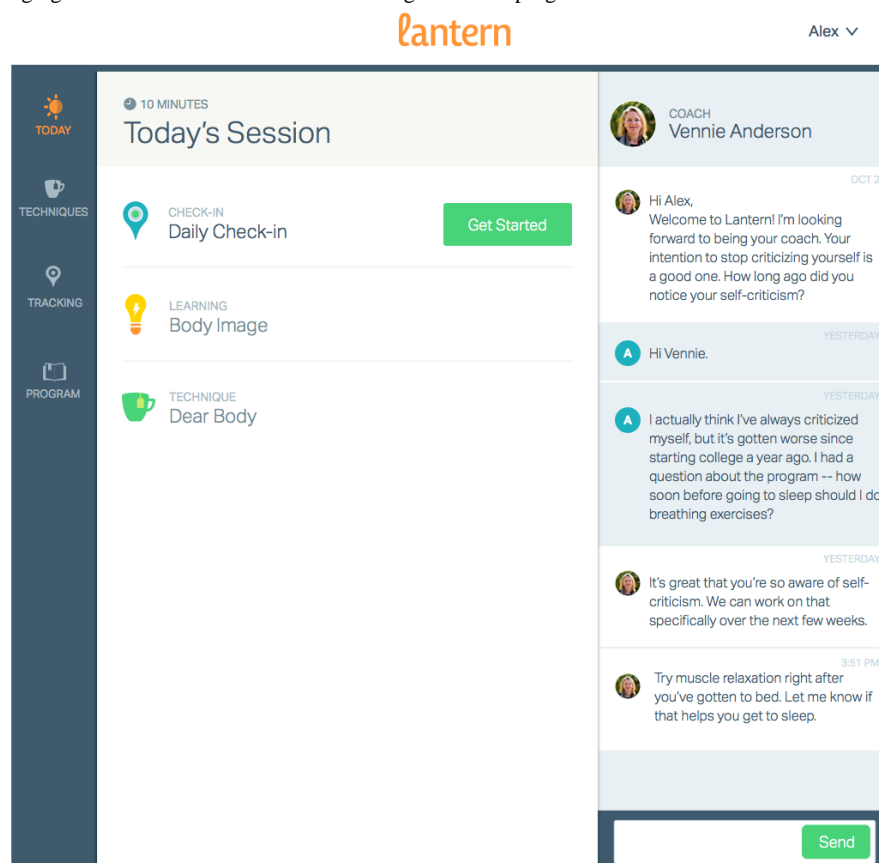 lantern
Alex
TODAY
TECHNIQUES
TRACKING
PROGRAM
10 MINUTES
Today's Session
CHECK-IN
Daily Check-in
Get Started
LEARNING
Body Image
TECHNIQUE
Dear Body
COACH
Vennie Anderson
OCT 2
Hi Alex,
Welcome to Lantern! I'm looking
forward to being your coach. Your
intention to stop criticizing yourself is
a good one. How long ago did you
notice your self-criticism?
YESTERDAY
A
Hi Vennie.
YESTERDAY
A
I actually think I've always criticized
myself, but it's gotten worse since
starting college a year ago. I had a
question about the program -- how
soon before going to sleep should I do
breathing exercises?
YESTERDAY
It's great that you're so aware of self-
criticism. We can work on that
specifically over the next few weeks.
3:51 PM
Try muscle relaxation right after
you've gotten to bed. Let me know if
that helps you get to sleep.
Send